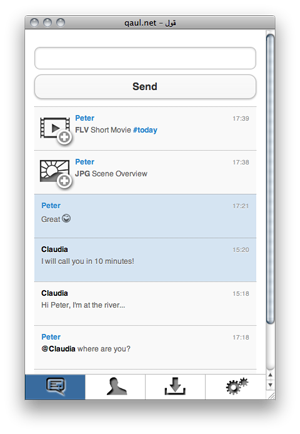 qaul.net – قول
Send
Peter 17:39
FLV Short Movie #today
Peter 17:38
JPG Scene Overview
Peter 17:21
Great
Claudia 15:20
I will call you in 10 minutes!
Claudia 15:18
Hi Peter, I'm at the river...
Peter 17:18
@Claudia where are you?